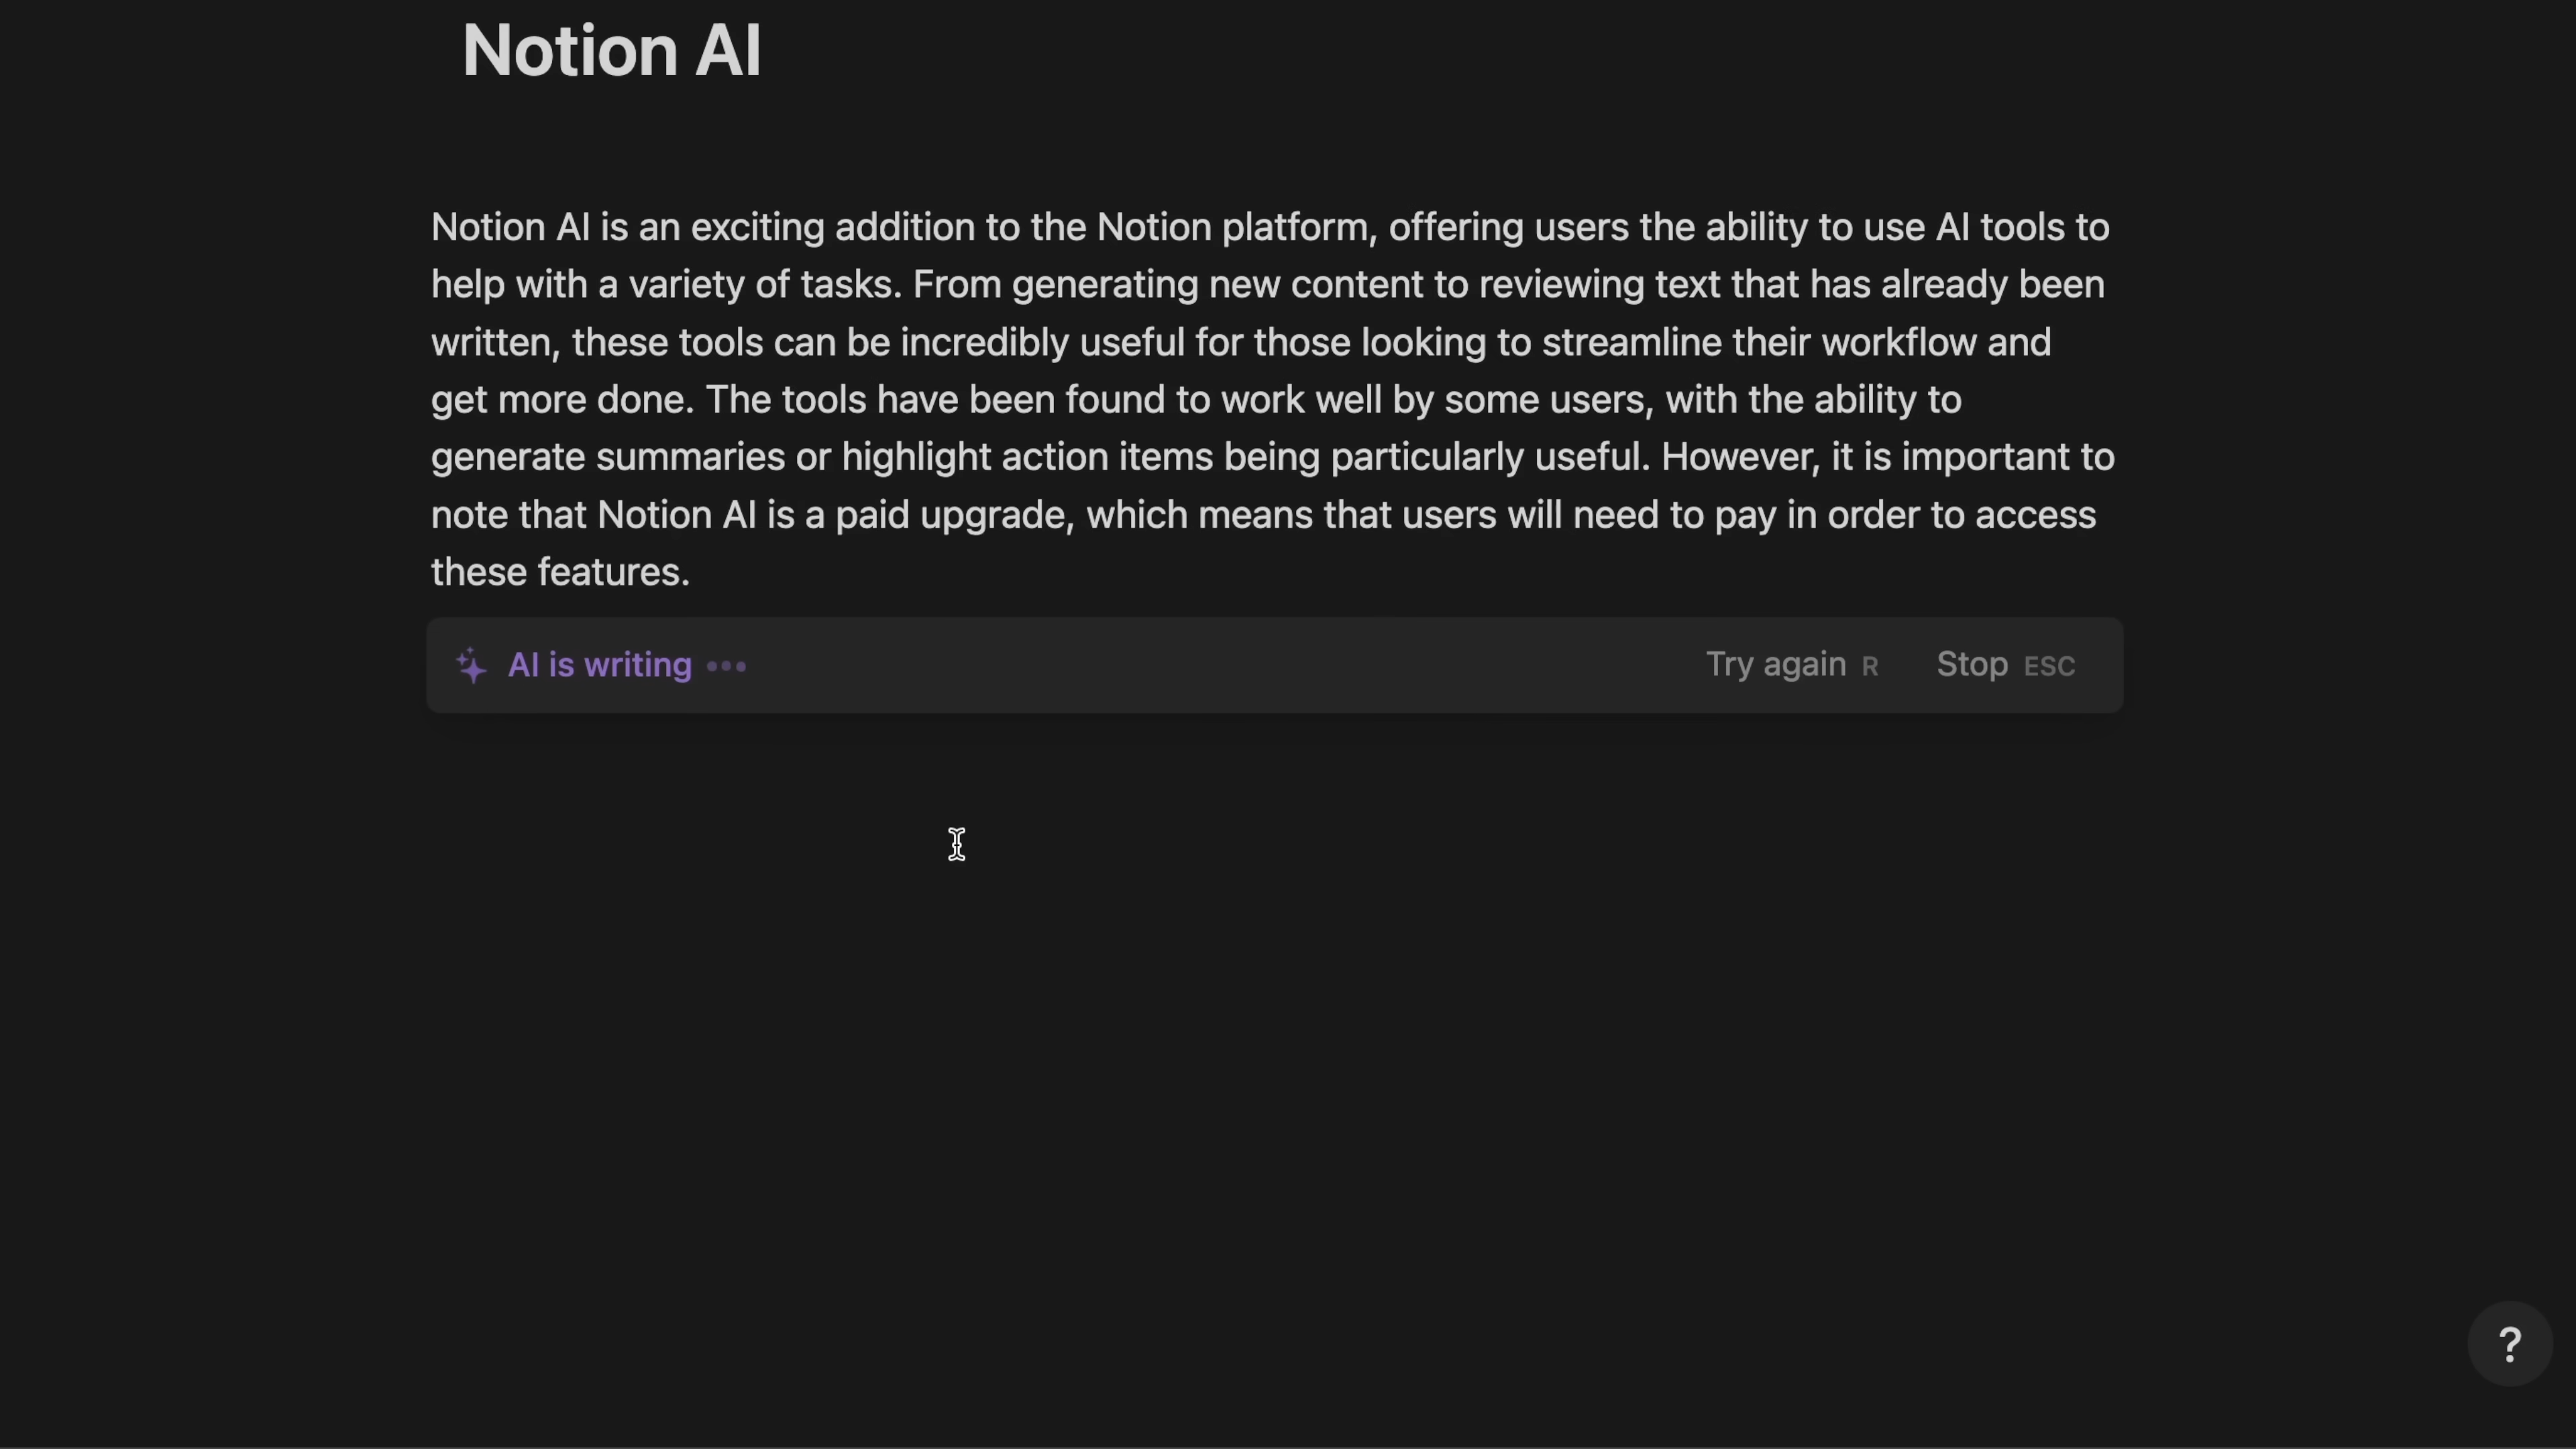 Notion AI
Notion AI is an exciting addition to the Notion platform, offering users the ability to use AI tools to
help with a variety of tasks. From generating new content to reviewing text that has already been
written, these tools can be incredibly useful for those looking to streamline their workflow and
get more done. The tools have been found to work well by some users, with the ability to
generate summaries or highlight action items being particularly useful. However, it is important to
note that Notion AI is a paid upgrade, which means that users will need to pay in order to access
these features.
AI is writing ••• Try again R Stop ESC
?